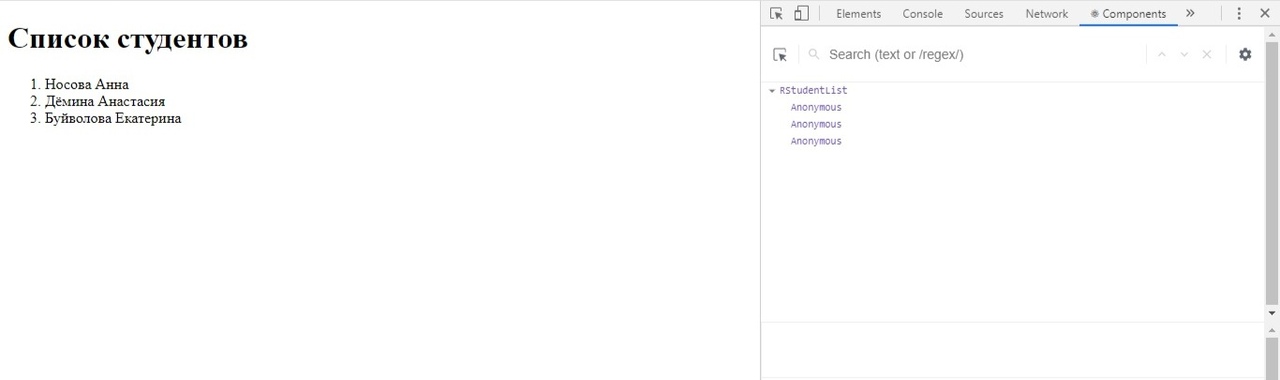 Список студентов
1. Носова Анна
2. Дёмина Анастасия
3. Буйволова Екатерина
Elements Console Sources Network Components
Search (text or /regex/)
RStudentList
Anonymous
Anonymous
Anonymous